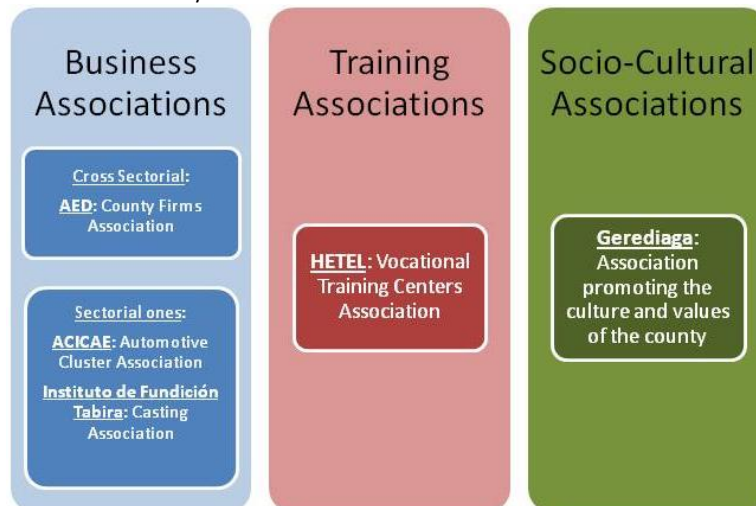 Business
Associations
Cross Sectorial:
AED: County Firms
Association
Sectorial ones:
ACICAE: Automotive
Cluster Association
Instituto de Fundición
Tabira: Casting
Association
Training
Associations
HETEL: Vocational
Training Centers
Association
Socio-Cultural
Associations
Gerediaga:
Association
promoting the
culture and values
of the county